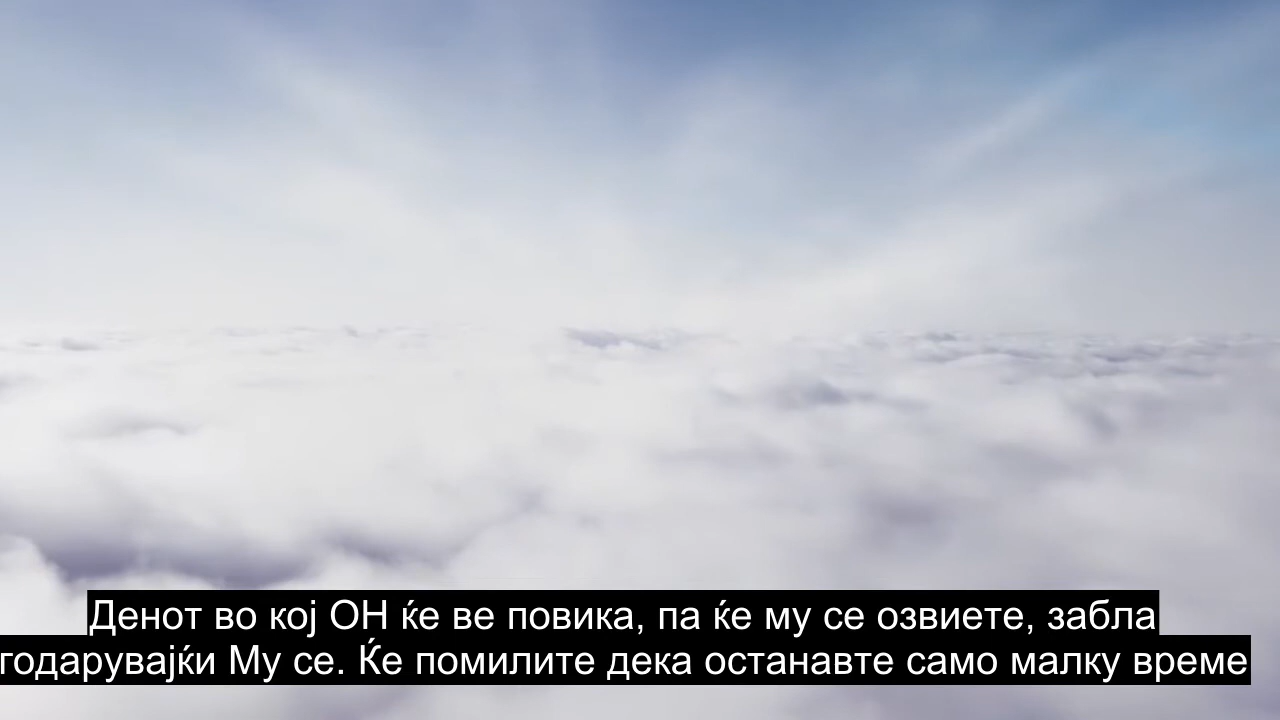 Денот во кој ОН ќе ве повика, па ќе му се озвиете, забла
годарувајќи Му се. Ќе помилите дека останавте само малку време